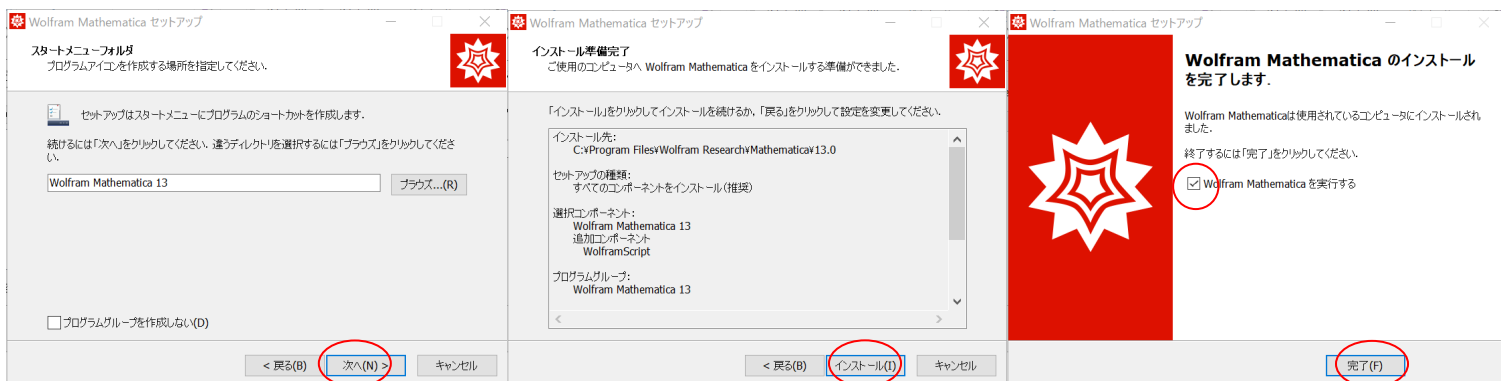 Wolfram Mathematica セットアップ
スタートメニューフォルダ
プログラムアイコンを作成する場所を指定してください.
セットアップはスタートメニューにプログラムのショートカットを作成します.
続けるには「次へ」をクリックしてください. 違うディレクトリを選択するには「ブラウズ」をクリックしてくださ
い.
Wolfram Mathematica 13
ブラウズ...(R)
プログラムグループを作成しない(D)
< 戻る(B)
次へ(N) >
キャンセル
Wolfram Mathematica セットアップ
インストール準備完了
ご使用のコンピュータへ Wolfram Mathematica をインストールする準備ができました.
「インストール」をクリックしてインストールを続けるか, 「戻る」をクリックして設定を変更してください.
インストール先:
C:¥Program Files¥Wolfram Research¥Mathematica¥13.0
セットアップの種類:
すべてのコンポーネントをインストール(推奨)
選択コンポーネント:
Wolfram Mathematica 13
追加コンポーネント
WolframScript
プログラムグループ:
Wolfram Mathematica 13
< 戻る(B)
インストール(I)
キャンセル
Wolfram Mathematica セットアップ
Wolfram Mathematica のインストール
を完了します.
Wolfram Mathematicaは使用されているコンピュータにインストールされ
ました.
終了するには「完了」をクリックしてください.
Wolfram Mathematica を実行する
完了(F)